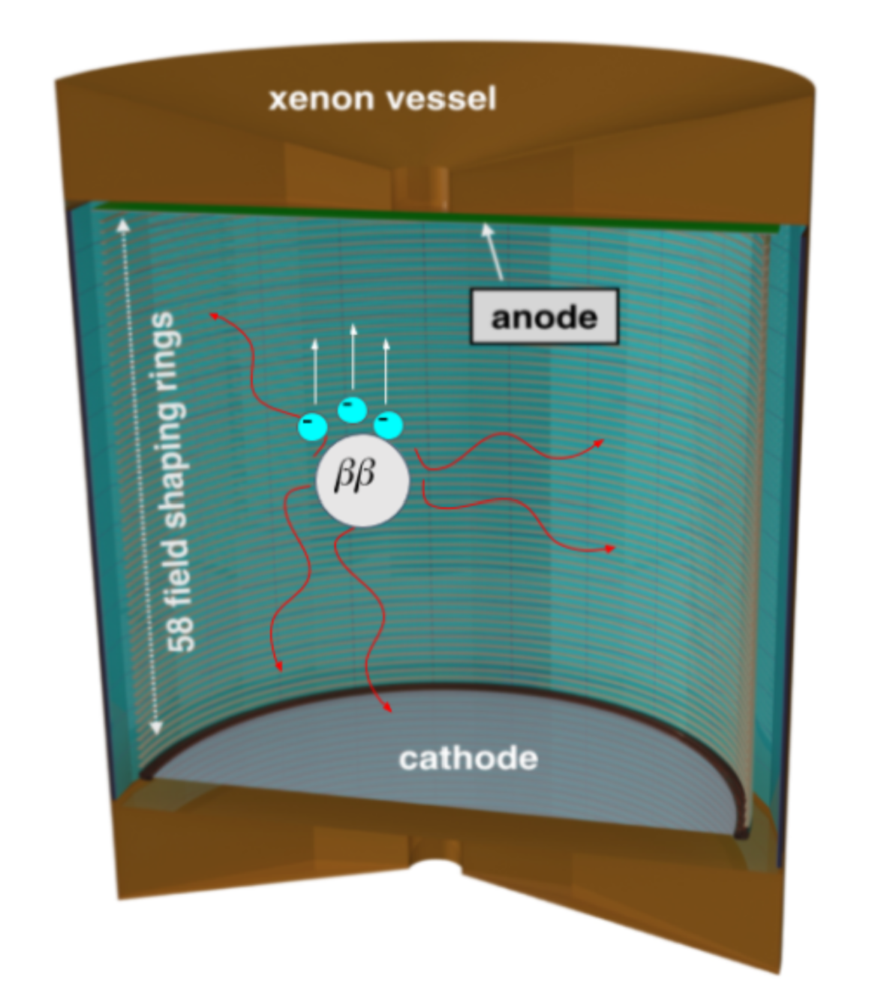 xenon vessel
anode
58 field shaping rings
-
-
-
ββ
cathode